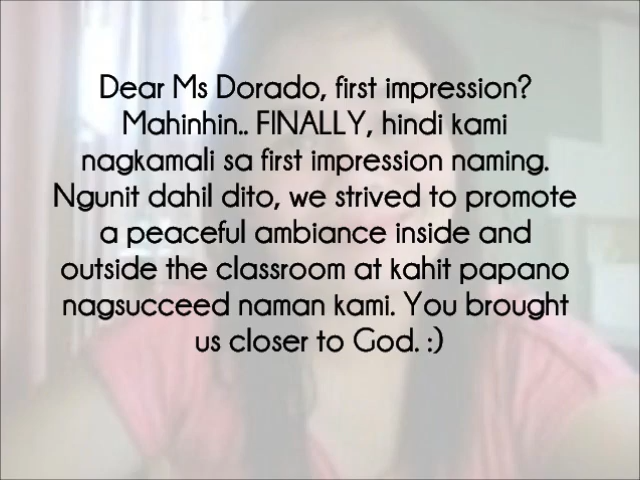 Dear Ms Dorado, first impression?
Mahinhin.. FINALLY, hindi kami
nagkamali sa first impression naming.
Ngunit dahil dito, we strived to promote
a peaceful ambiance inside and
outside the classroom at kahit papano
nagsucceed naman kami. You brought
us closer to God. :)